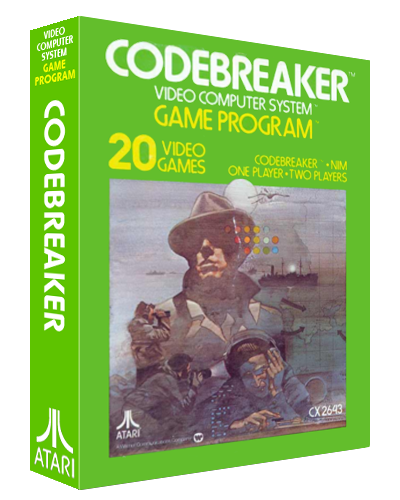 VIDEO
COMPUTER
SYSTEM
GAME
PROGRAM
CODEBREAKER
ATARI
CODEBREAKER™
VIDEO COMPUTER SYSTEM™
GAME PROGRAM™
20 VIDEO
GAMES
CODEBREAKER™ • NIM
ONE PLAYER • TWO PLAYERS
CX2643
ATARI